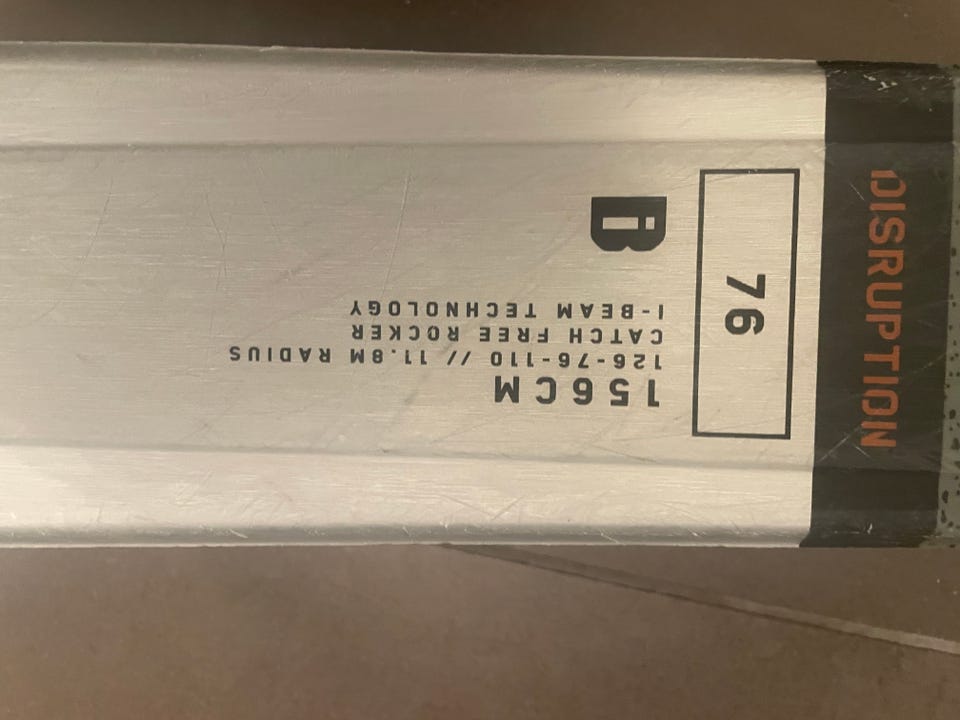 DISRUPTION
76
156CM
126-76-110 // 11.8M RADIUS
CATCH FREE ROCKER
I-BEAM TECHNOLOGY